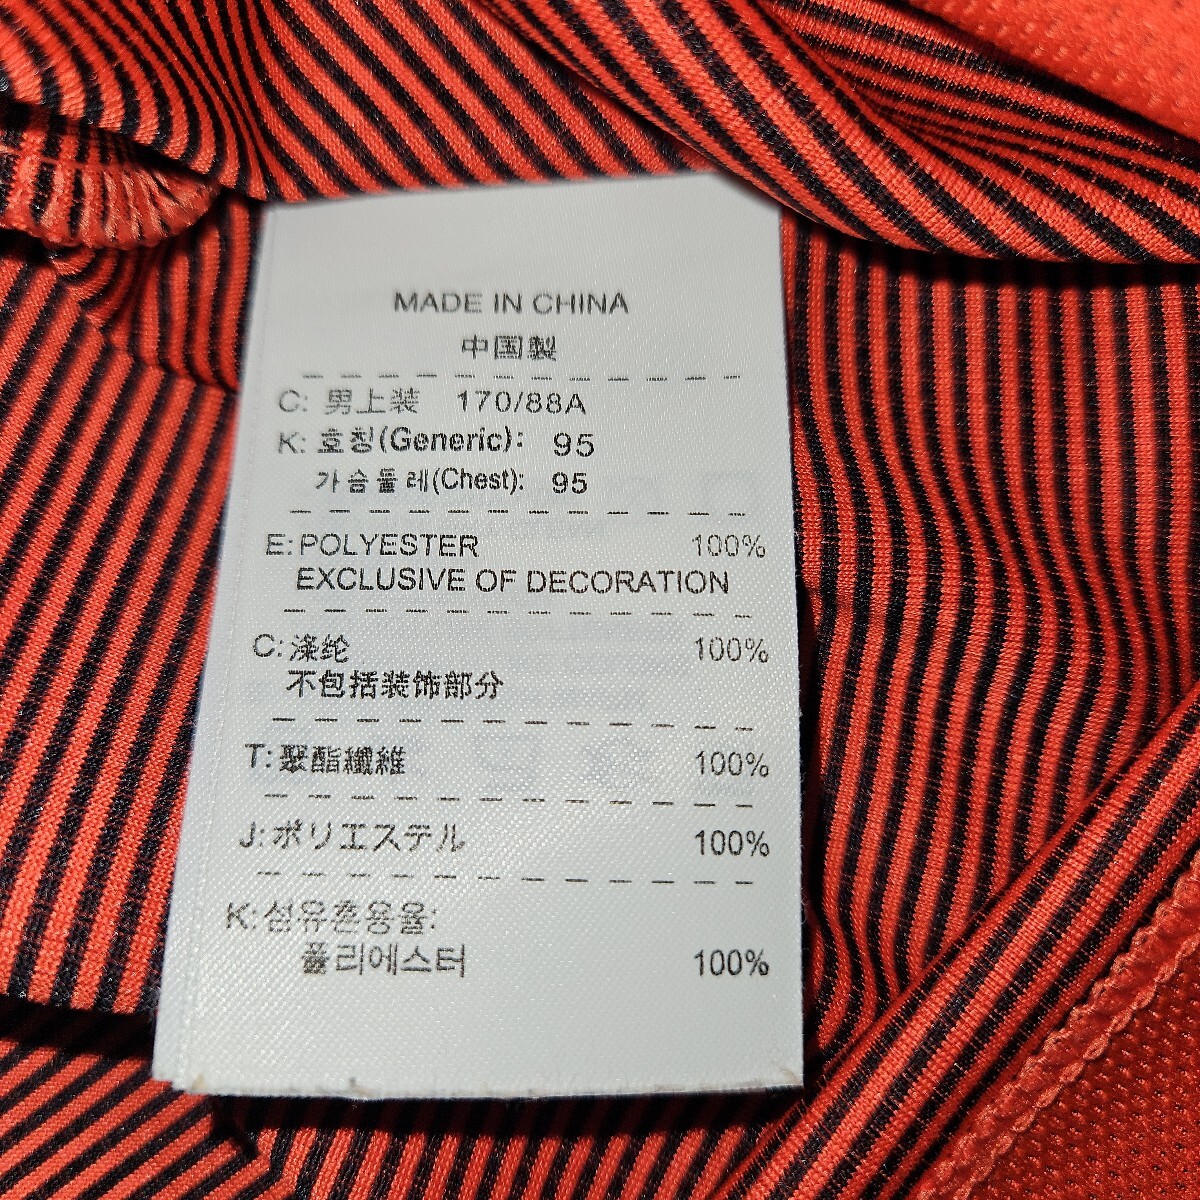 MADE IN CHINA
中国製
C: 男上装 170/88A
K: 호칭(Generic): 95
가슴둘레(Chest): 95
E: POLYESTER 100%
EXCLUSIVE OF DECORATION
C: 涤纶 100%
不包括装饰部分
T: 聚酯纖維 100%
J: ポリエステル 100%
K: 섬유혼용율:
폴리에스터 100%